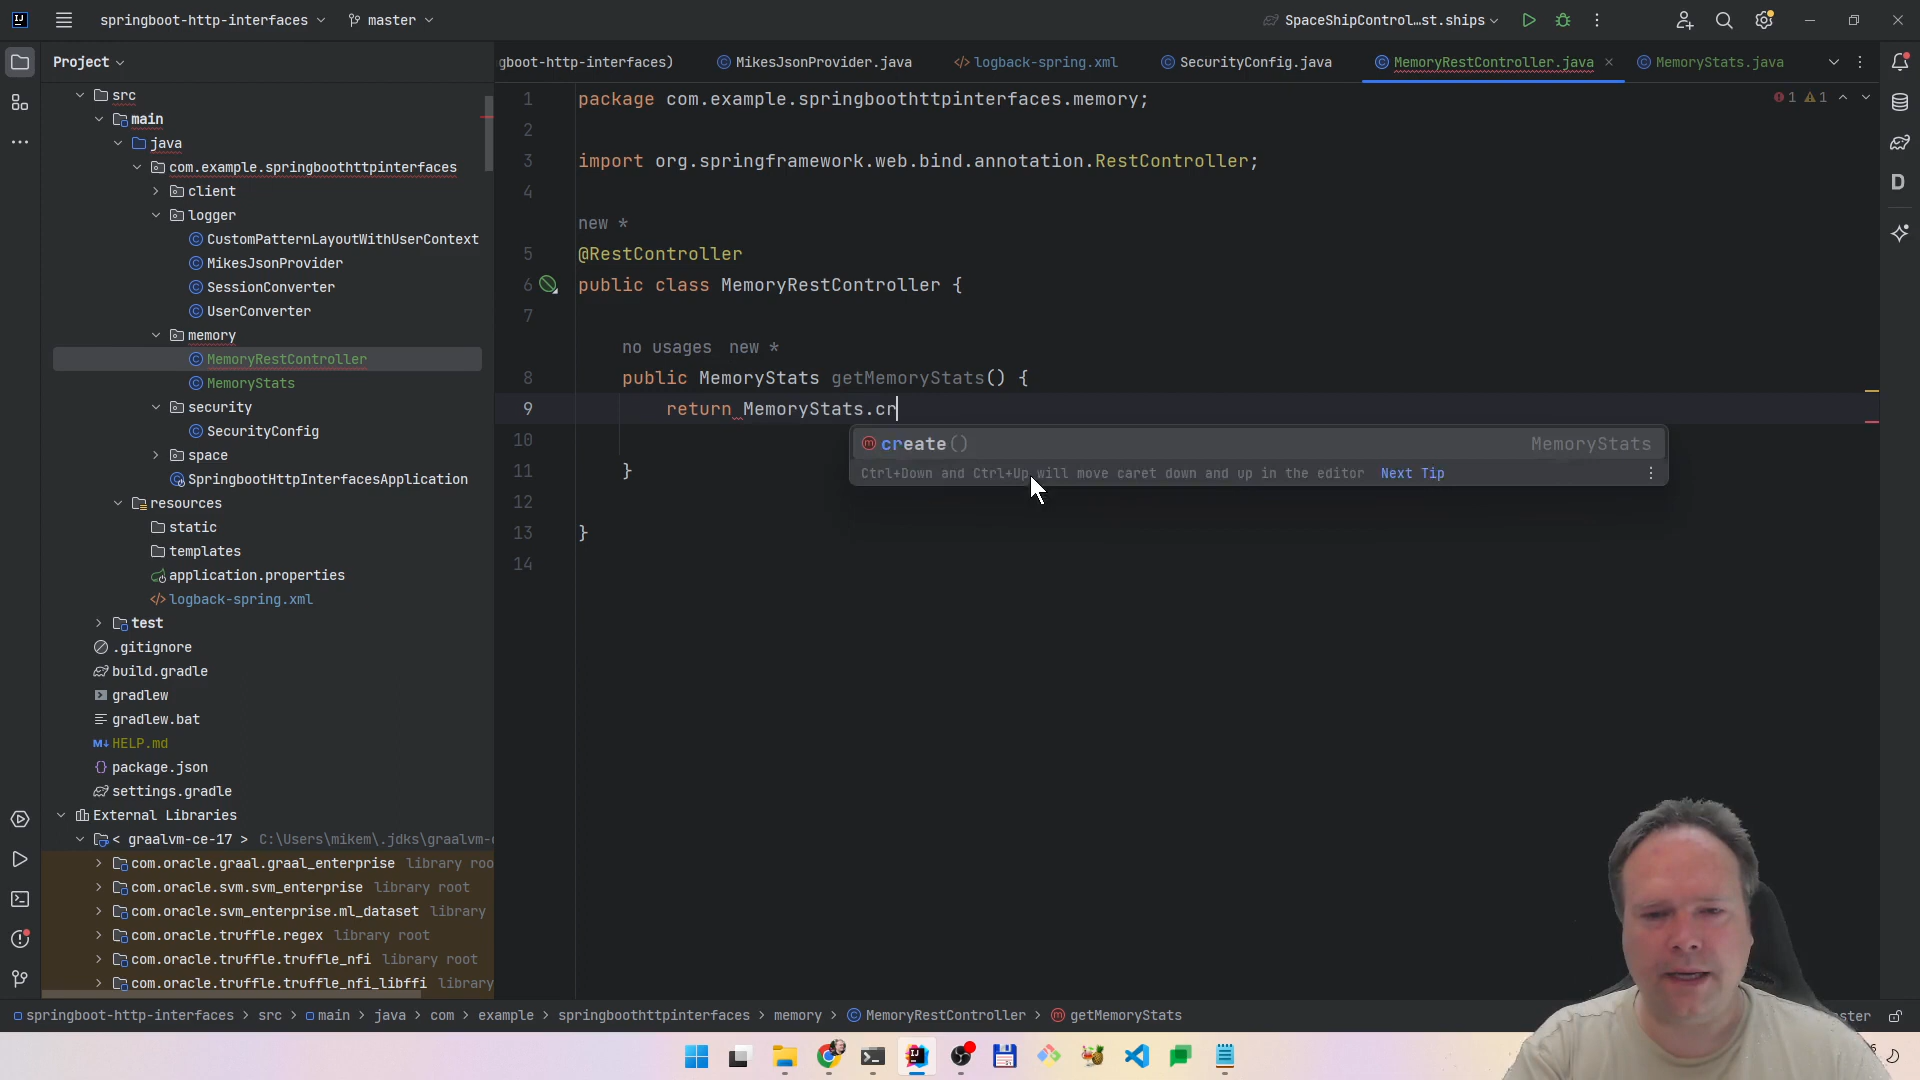 springboot-http-interfaces
master
SpaceShipControl...st.ships
Project
src
main
java
com.example.springboothttpinterfaces
client
logger
CustomPatternLayoutWithUserContext
MikesJsonProvider
SessionConverter
UserConverter
memory
MemoryRestController
MemoryStats
security
SecurityConfig
space
SpringbootHttpInterfacesApplication
resources
static
templates
application.properties
logback-spring.xml
test
.gitignore
build.gradle
gradlew
gradlew.bat
HELP.md
package.json
settings.gradle
External Libraries
< graalvm-ce-17 > C:\Users\mikem\.jdks\graalvm-
com.oracle.graal.graal_enterprise library roo
com.oracle.svm.svm_enterprise library root
com.oracle.svm_enterprise.ml_dataset library
com.oracle.truffle.regex library root
com.oracle.truffle.truffle_nfi library root
com.oracle.truffle.truffle_nfi_libffi library
gboot-http-interfaces)
MikesJsonProvider.java
logback-spring.xml
SecurityConfig.java
MemoryRestController.java
MemoryStats.java
1 1
1 package com.example.springboothttpinterfaces.memory;
2
3 import org.springframework.web.bind.annotation.RestController;
4
new *
5 @RestController
6 public class MemoryRestController {
7
no usages new *
8 public MemoryStats getMemoryStats() {
9 return MemoryStats.cr
10
11 }
12
13 }
14
create() MemoryStats
Ctrl+Down and Ctrl+Up will move caret down and up in the editor Next Tip
D
springboot-http-interfaces > src > main > java > com > example > springboothttpinterfaces > memory > MemoryRestController > getMemoryStats